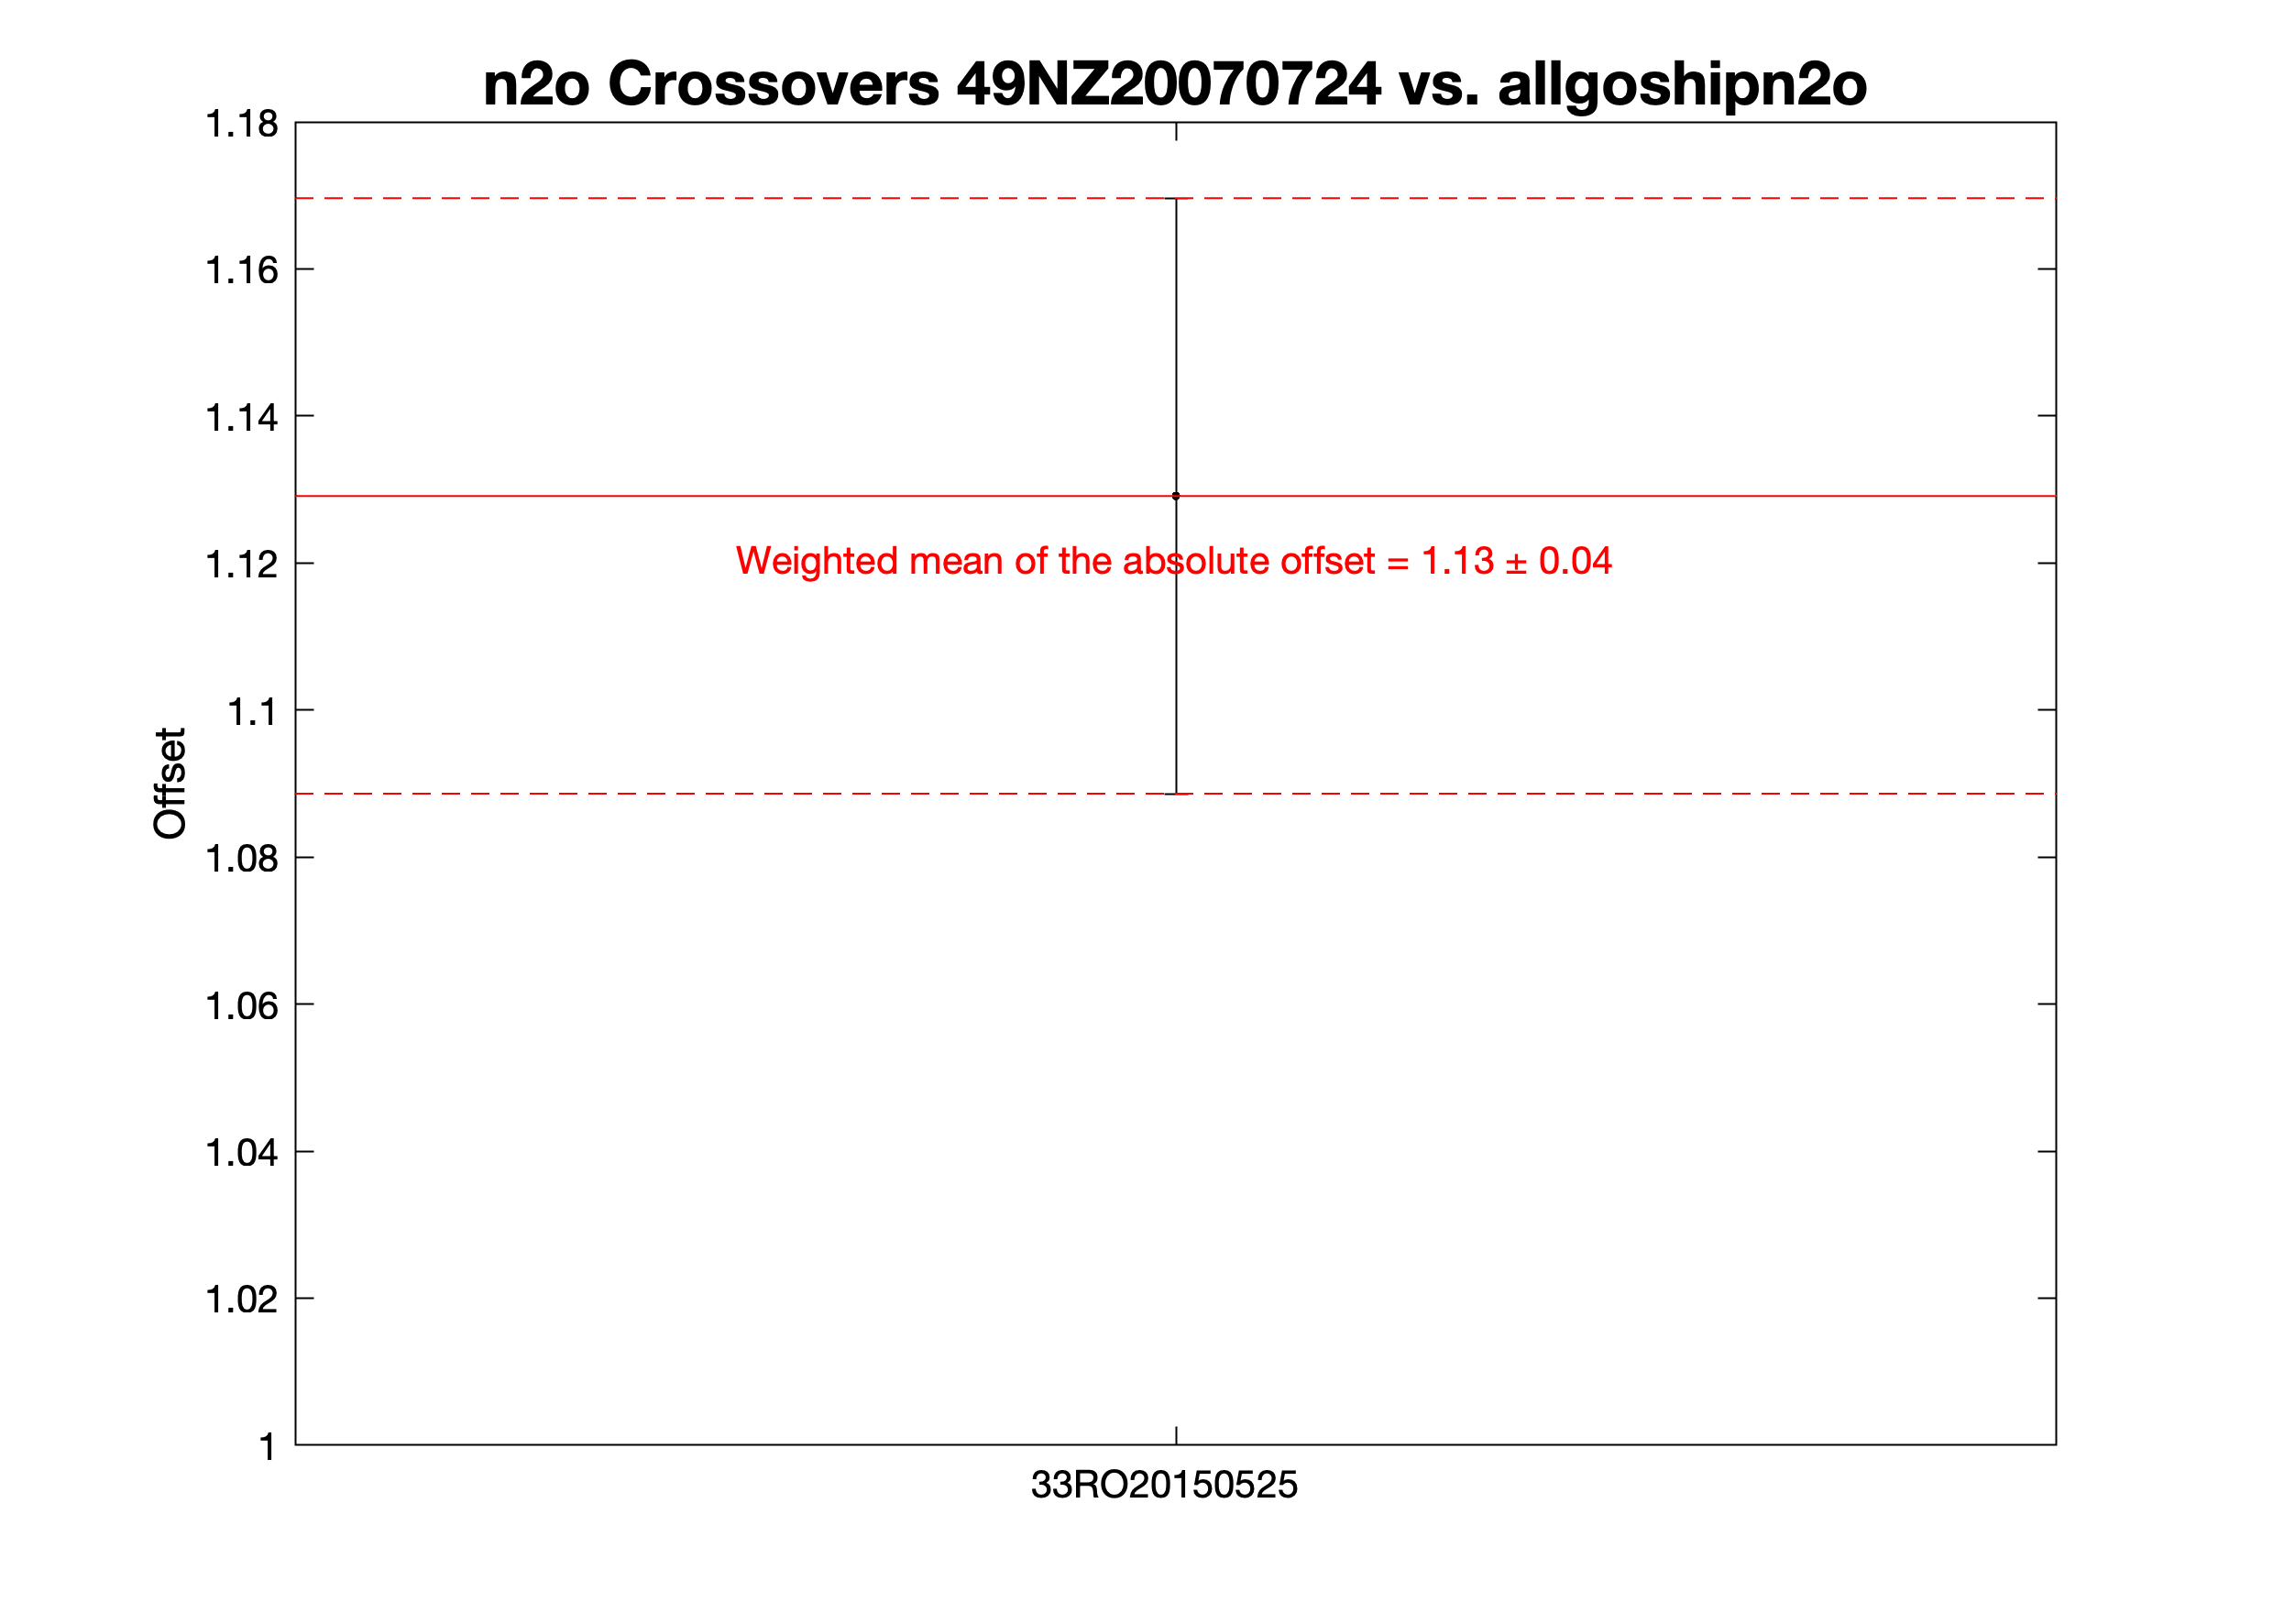 n2o Crossovers 49NZ20070724 vs. allgoshipn2o
1.18
1.16
1.14
1.12
1.1
1.08
1.06
1.04
1.02
1
Offset
Weighted mean of the absolute offset = 1.13 ± 0.04
33RO20150525